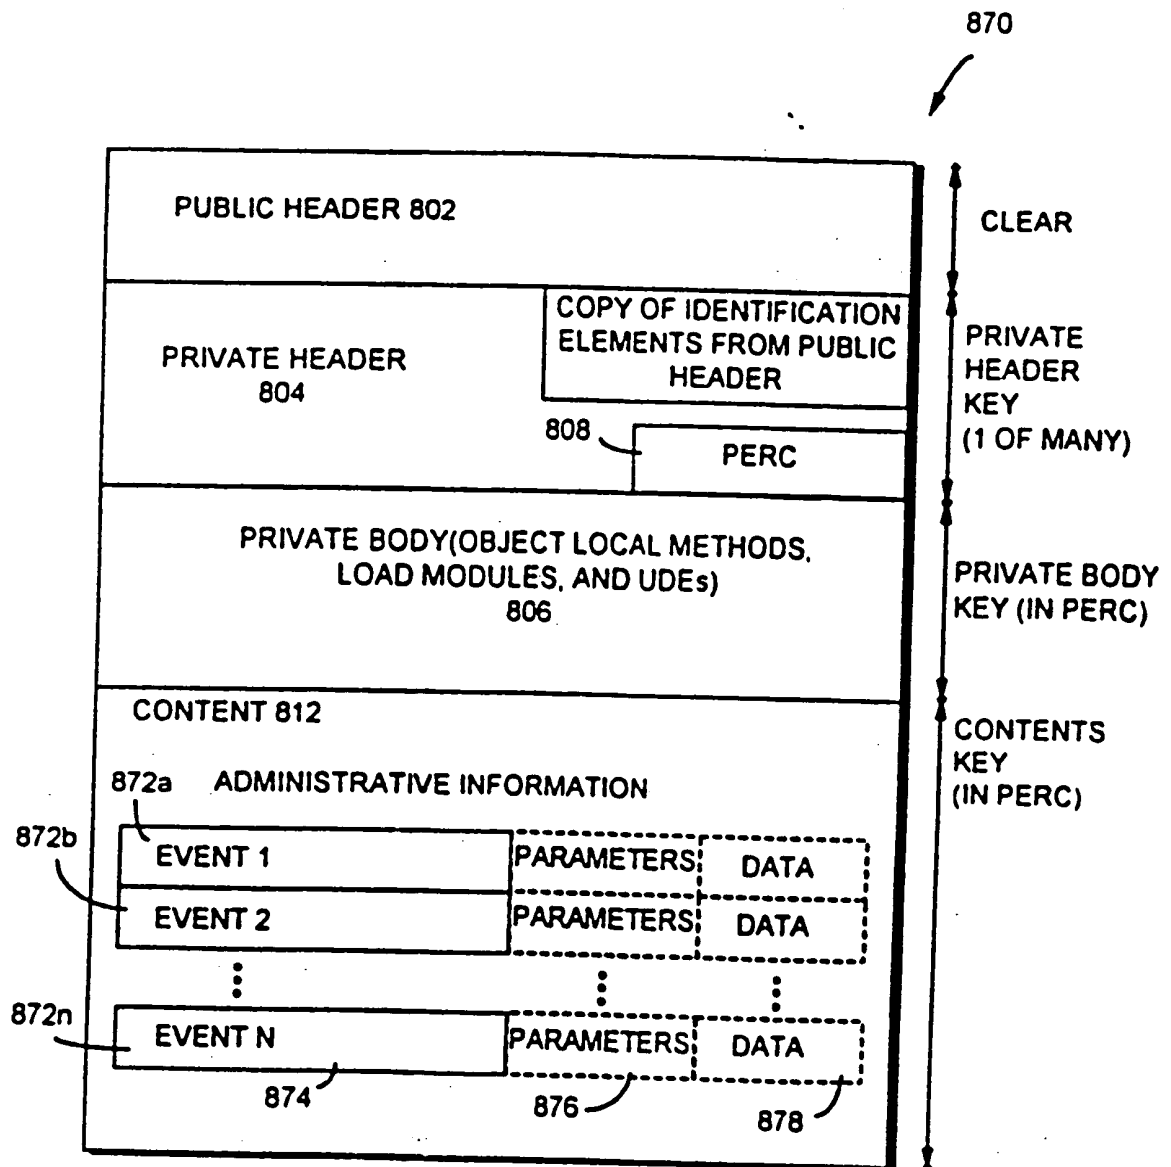 870
PUBLIC HEADER 802
CLEAR
COPY OF IDENTIFICATION
ELEMENTS FROM PUBLIC
HEADER
PRIVATE HEADER
804
PRIVATE
HEADER
KEY
(1 OF MANY)
808
PERC
PRIVATE BODY(OBJECT LOCAL METHODS,
LOAD MODULES, AND UDEs)
806
PRIVATE BODY
KEY (IN PERC)
CONTENT 812
CONTENTS
KEY
(IN PERC)
872a
ADMINISTRATIVE INFORMATION
872b
EVENT 1 PARAMETERS DATA
EVENT 2 PARAMETERS DATA
872n
EVENT N PARAMETERS DATA
874
876
878